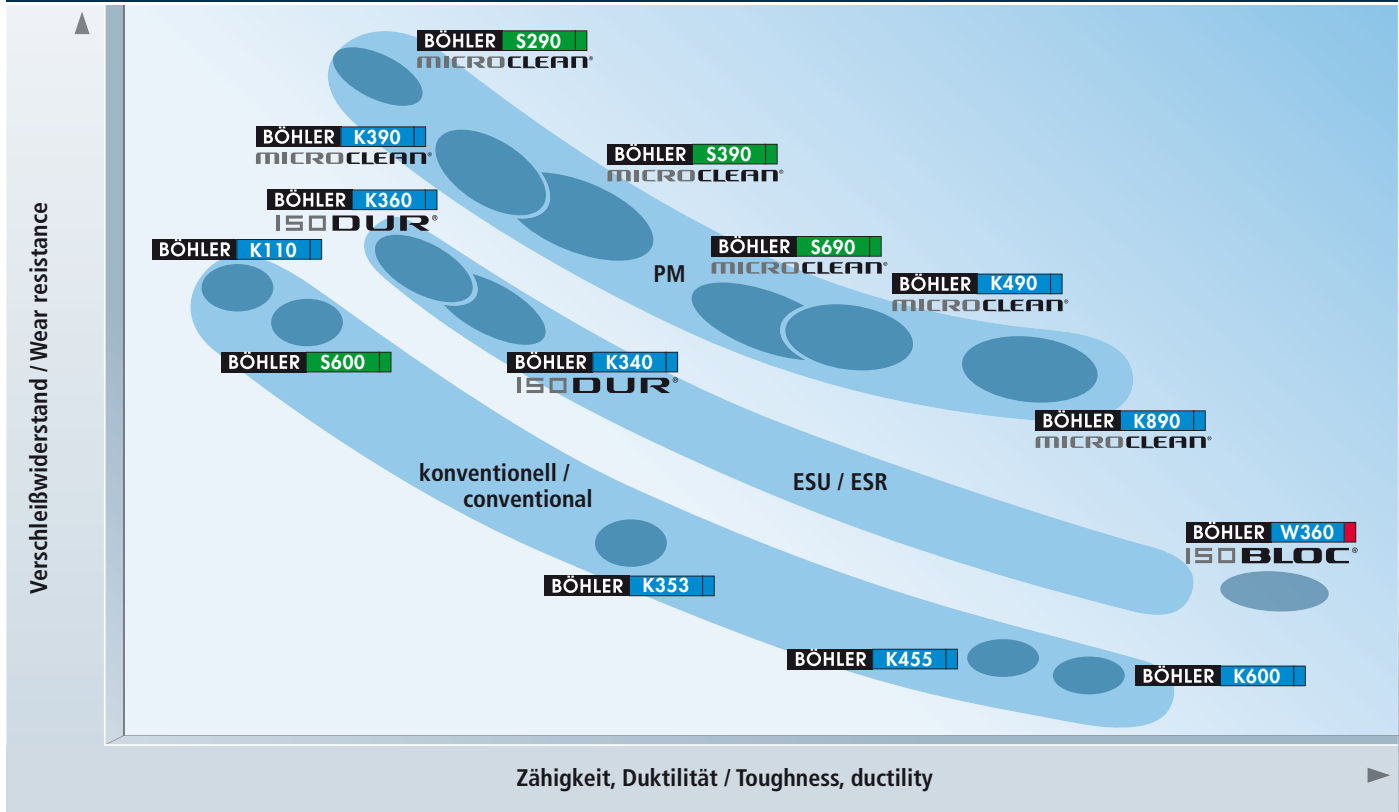 BÖHLER S290
MICROCLEAN®
BÖHLER K390
MICROCLEAN®
BÖHLER S390
MICROCLEAN®
BÖHLER K360
ISODUR®
BÖHLER K110
BÖHLER S690
MICROCLEAN®
PM
BÖHLER K490
MICROCLEAN®
BÖHLER S600
BÖHLER K340
ISODUR®
BÖHLER K890
MICROCLEAN®
konventionell /
conventional
ESU / ESR
BÖHLER W360
ISOBLOC®
BÖHLER K353
BÖHLER K455
BÖHLER K600
Verschleißwiderstand / Wear resistance
Zähigkeit, Duktilität / Toughness, ductility